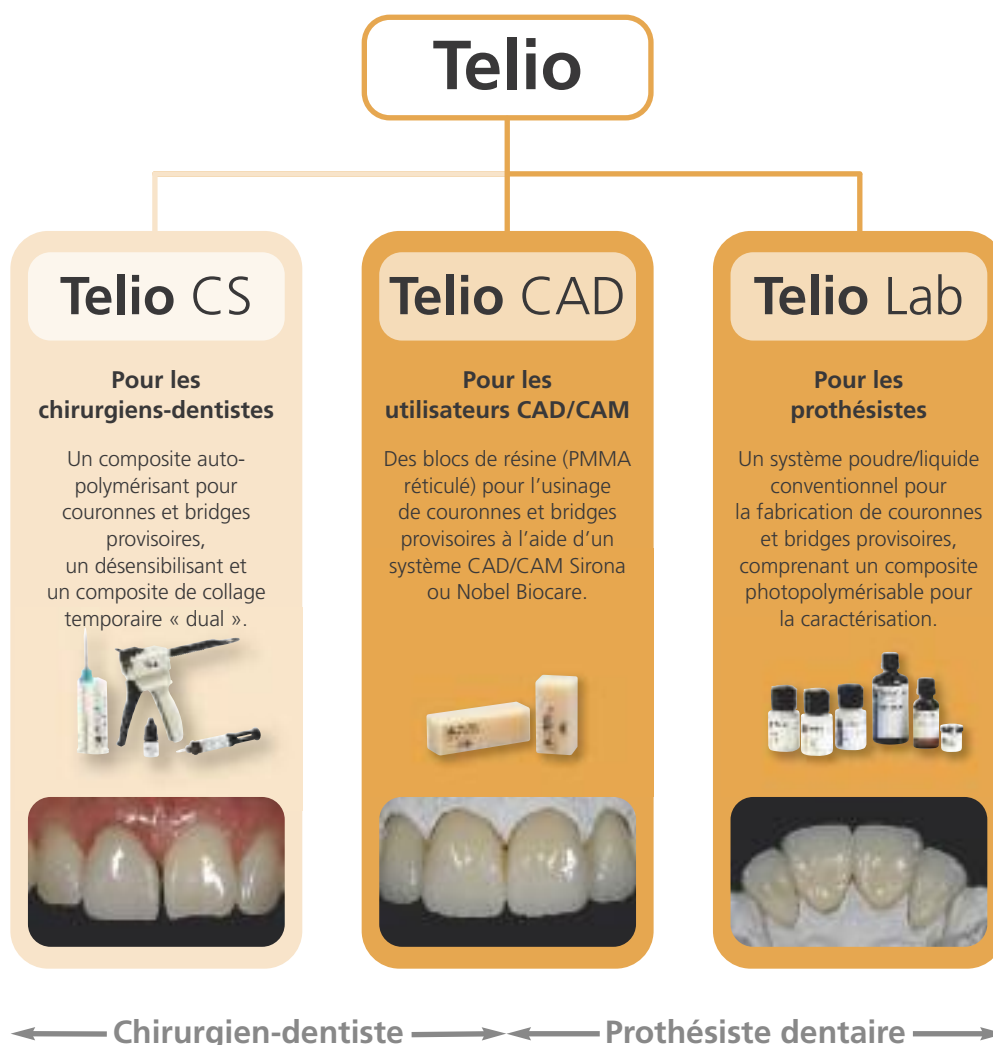 Telio
Telio CS
Pour les
chirurgiens-dentistes
Un composite auto-
polymérisant pour
couronnes et bridges
provisoires,
un désensibilisant et
un composite de collage
temporaire « dual ».
Telio CAD
Pour les
utilisateurs CAD/CAM
Des blocs de résine (PMMA
réticulé) pour l’usinage
de couronnes et bridges
provisoires à l’aide d’un
système CAD/CAM Sirona
ou Nobel Biocare.
Telio Lab
Pour les
prothésistes
Un système poudre/liquide
conventionnel pour
la fabrication de couronnes
et bridges provisoires,
comprenant un composite
photopolymérisable pour
la caractérisation.
Chirurgien-dentiste
Prothésiste dentaire